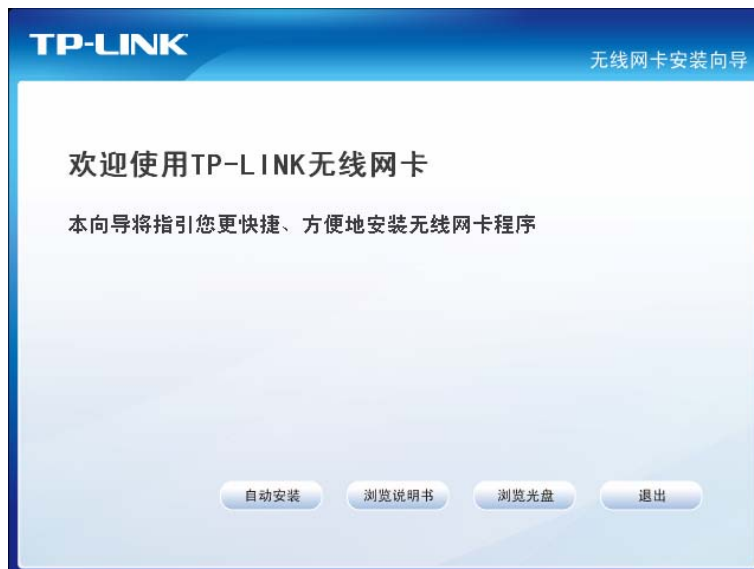 TP-LINK
无线网卡安装向导
欢迎使用TP-LINK无线网卡
本向导将指引您更快捷、方便地安装无线网卡程序
自动安装 浏览说明书 浏览光盘 退出